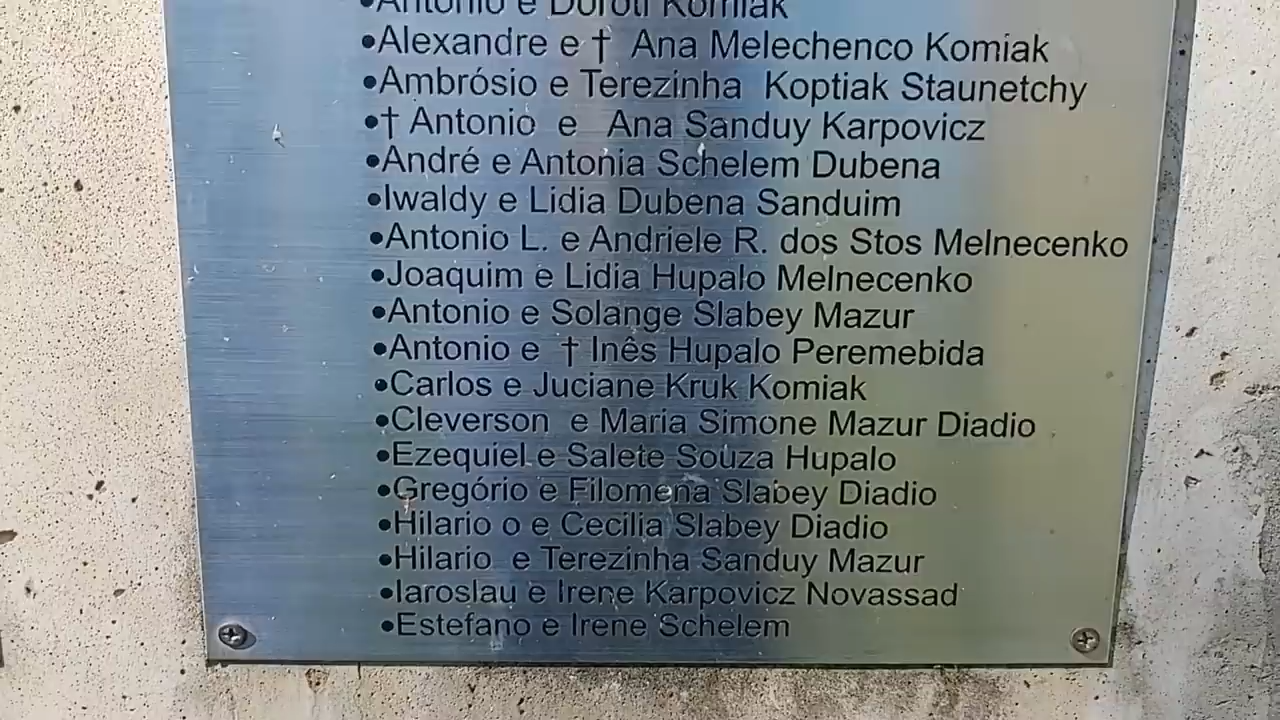 •Antonio e Doroti Komiak
•Alexandre e † Ana Melechenco Komiak
•Ambrósio e Terezinha Koptiak Staunetchy
•† Antonio e Ana Sanduy Karpovicz
•André e Antonia Schelem Dubena
•Iwaldy e Lidia Dubena Sanduim
•Antonio L. e Andriele R. dos Stos Melnecenko
•Joaquim e Lidia Hupalo Melnecenko
•Antonio e Solange Slabey Mazur
•Antonio e † Inês Hupalo Peremebida
•Carlos e Juciane Kruk Komiak
•Cleverson e Maria Simone Mazur Diadio
•Ezequiel e Salete Souza Hupalo
•Gregório e Filomena Slabey Diadio
•Hilario o e Cecilia Slabey Diadio
•Hilario e Terezinha Sanduy Mazur
•Iaroslau e Irene Karpovicz Novassad
•Estefano e Irene Schelem